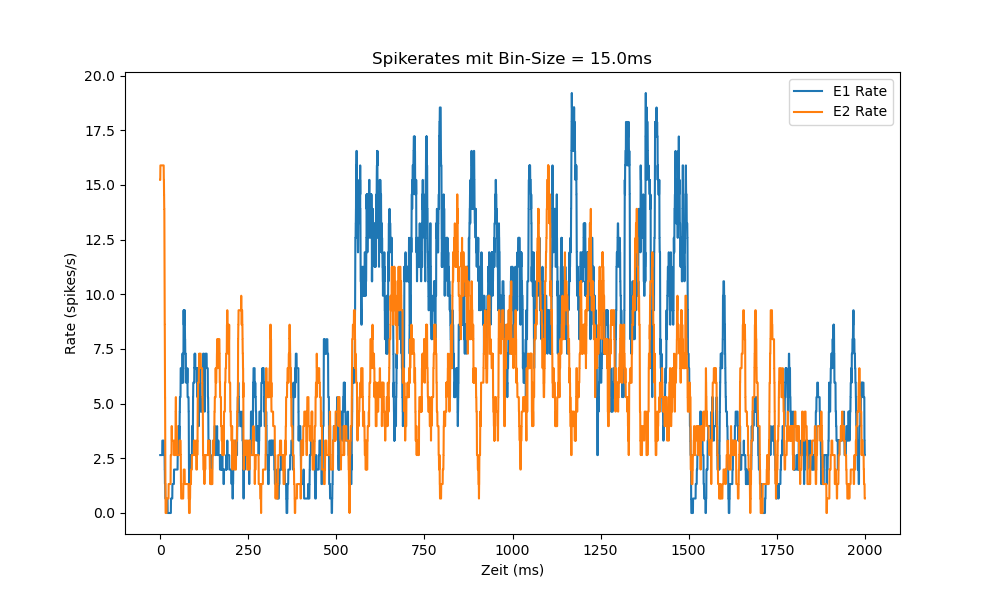 Spikerates mit Bin-Size = 15.0ms
E1 Rate
E2 Rate
Rate (spikes/s)
20.0
17.5
15.0
12.5
10.0
7.5
5.0
2.5
0.0
0 250 500 750 1000 1250 1500 1750 2000
Zeit (ms)